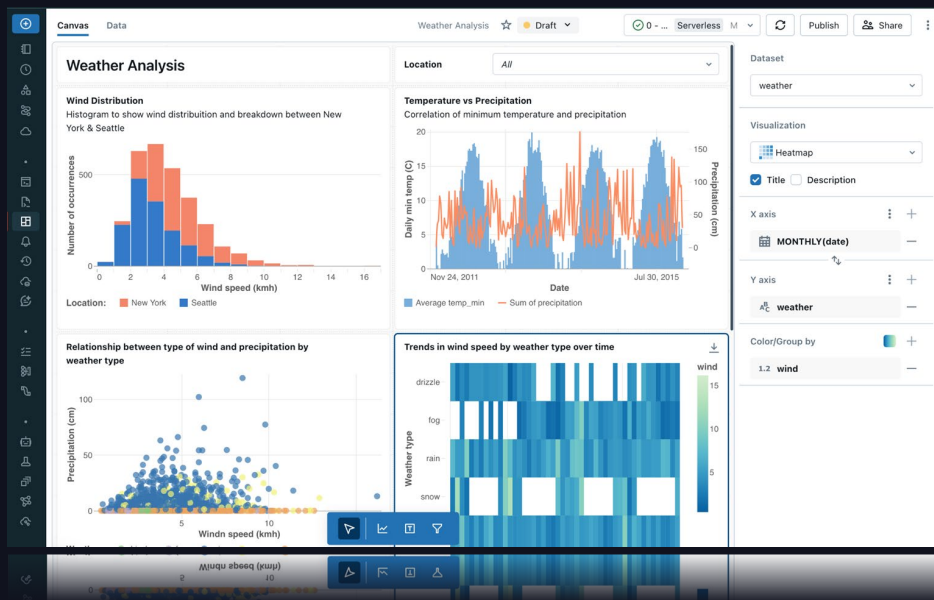 Canvas
Data
Weather Analysis
Draft
0 - ...
Serverless
M
Publish
Share
Weather Analysis
Location
All
Wind Distribution
Histogram to show wind distribuition and breakdown between New
York & Seattle
Number of occurrences
500
0
0 2 4 6 8 10 12 14 16
Wind speed (kmh)
Location:
New York
Seattle
Temperature vs Precipitation
Correlation of minimum temperature and precipitation
Daily min temp (C)
20
15
10
5
0
150
100
50
0
Precipitation (cm)
Nov 24, 2011
Jul 30, 2015
Date
Average temp_min
Sum of precipitation
Relationship between type of wind and precipitation by
weather type
Precipitation (cm)
100
50
0
5
10
Windn speed (kmh)
Trends in wind speed by weather type over time
Weather type
drizzle
fog
rain
snow
wind
15
10
5
Dataset
weather
Visualization
Heatmap
Title
Description
X axis
MONTHLY(date)
Y axis
weather
Color/Group by
1.2 wind
Windn speed (kmh)
5
10
0